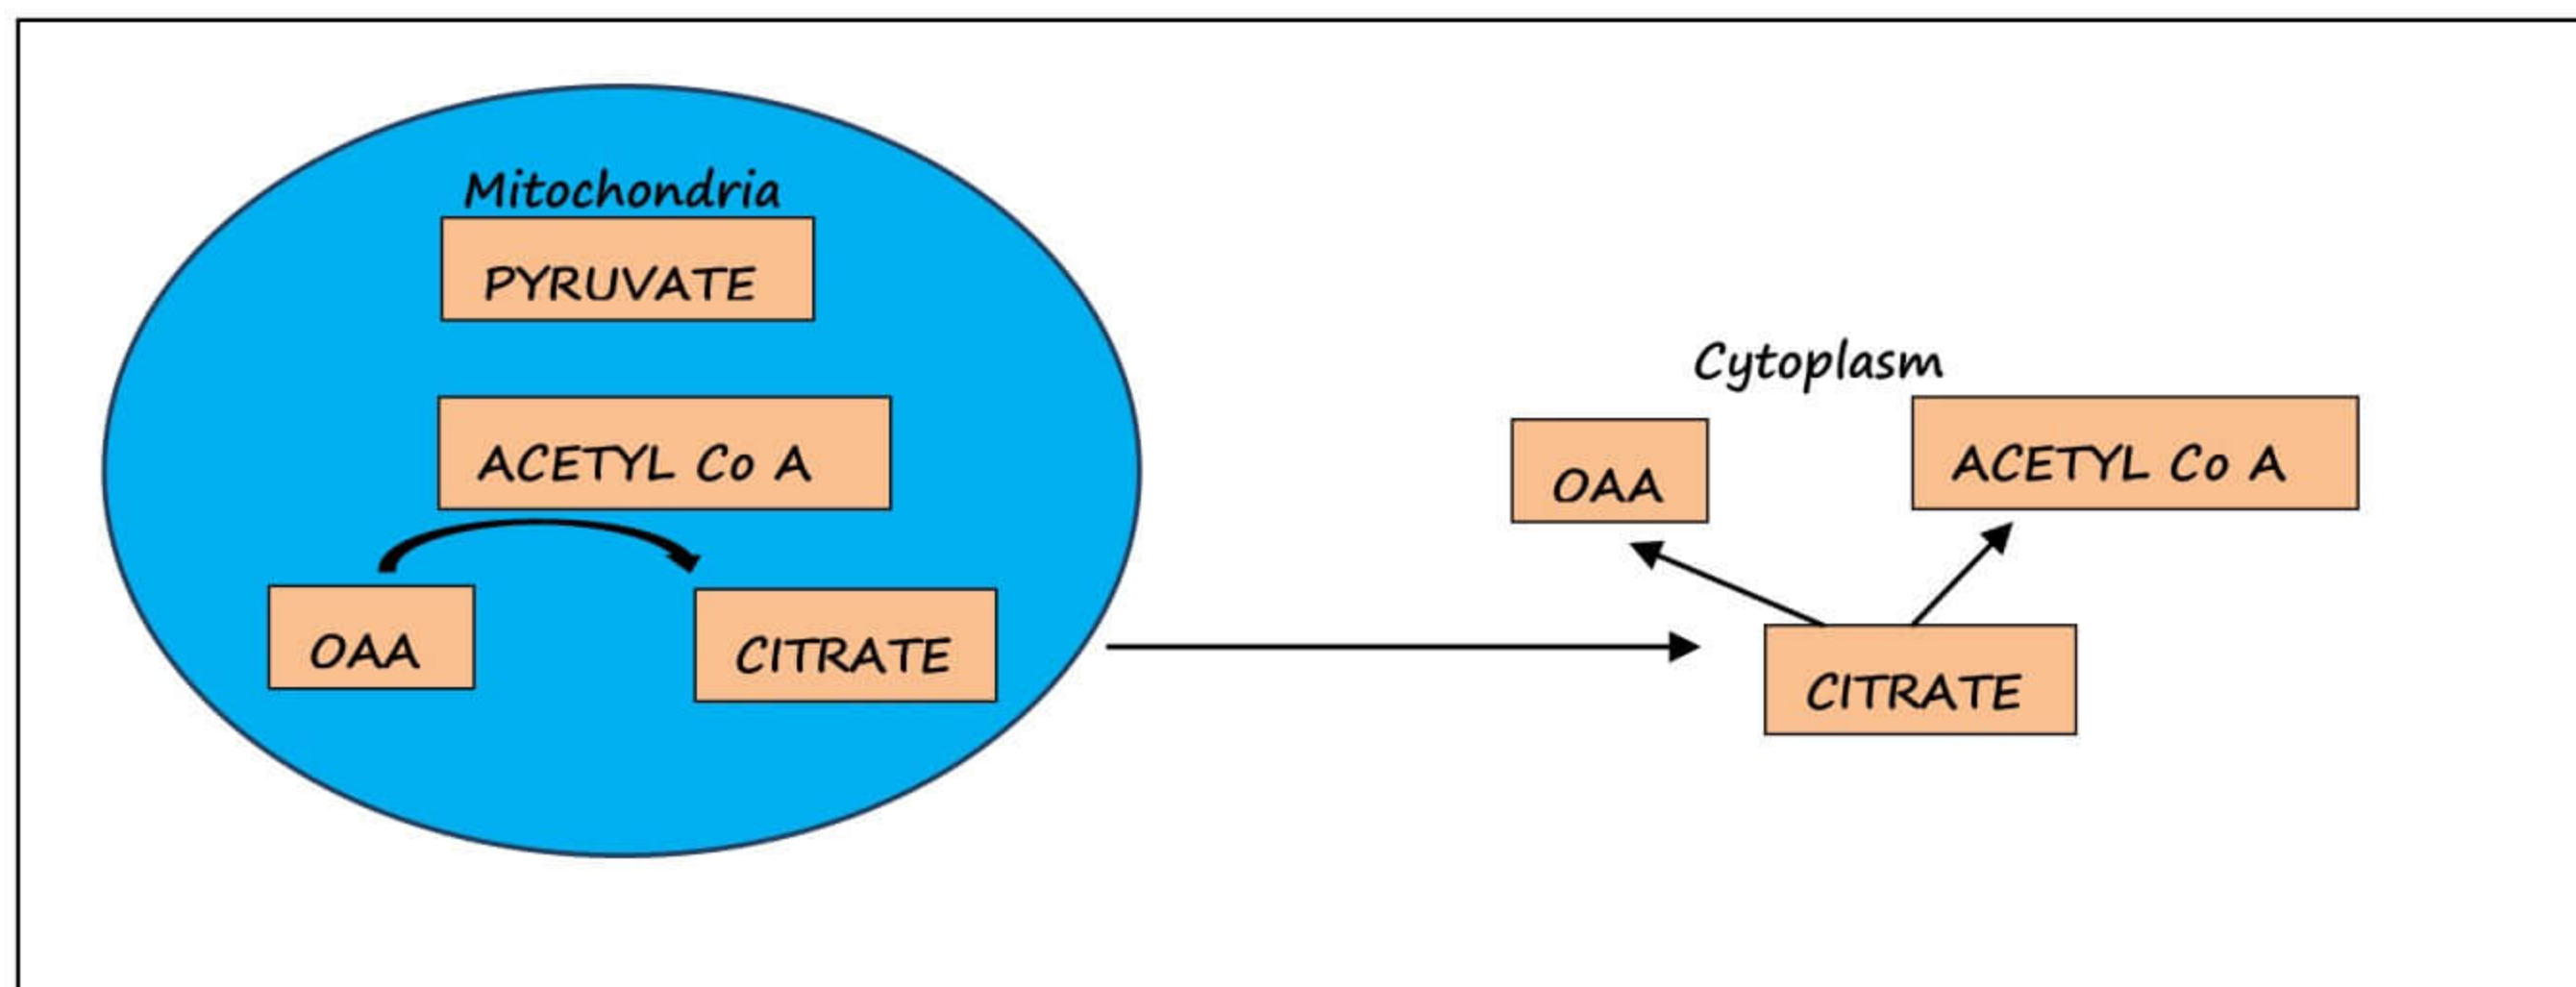 Mitochondria
PYRUVATE
ACETYL Co A
OAA
CITRATE
Cytoplasm
OAA
ACETYL Co A
CITRATE